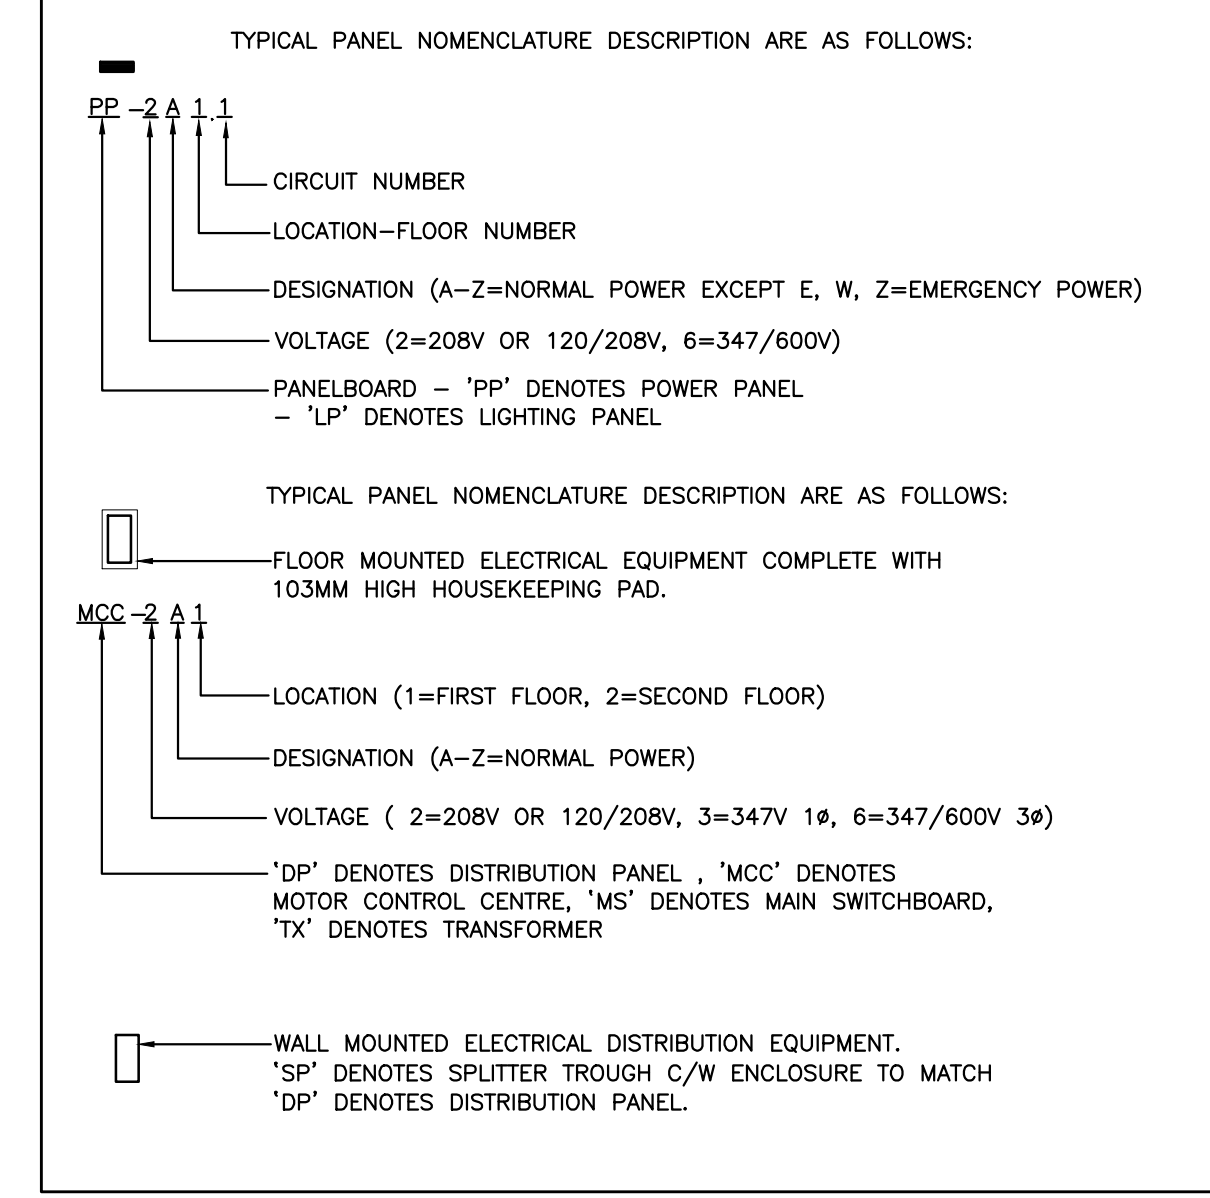 TYPICAL PANEL NOMENCLATURE DESCRIPTION ARE AS FOLLOWS:
PP -2 A 1.1
CIRCUIT NUMBER
LOCATION-FLOOR NUMBER
DESIGNATION (A-Z=NORMAL POWER EXCEPT E, W, Z=EMERGENCY POWER)
VOLTAGE (2=208V OR 120/208V, 6=347/600V)
PANELBOARD - 'PP' DENOTES POWER PANEL
- 'LP' DENOTES LIGHTING PANEL
TYPICAL PANEL NOMENCLATURE DESCRIPTION ARE AS FOLLOWS:
FLOOR MOUNTED ELECTRICAL EQUIPMENT COMPLETE WITH
103MM HIGH HOUSEKEEPING PAD.
MCC -2 A 1
LOCATION (1=FIRST FLOOR, 2=SECOND FLOOR)
DESIGNATION (A-Z=NORMAL POWER)
VOLTAGE ( 2=208V OR 120/208V, 3=347V 1ø, 6=347/600V 3ø)
‘DP’ DENOTES DISTRIBUTION PANEL , 'MCC' DENOTES
MOTOR CONTROL CENTRE, ‘MS’ DENOTES MAIN SWITCHBOARD,
'TX' DENOTES TRANSFORMER
WALL MOUNTED ELECTRICAL DISTRIBUTION EQUIPMENT.
‘SP’ DENOTES SPLITTER TROUGH C/W ENCLOSURE TO MATCH
‘DP’ DENOTES DISTRIBUTION PANEL.